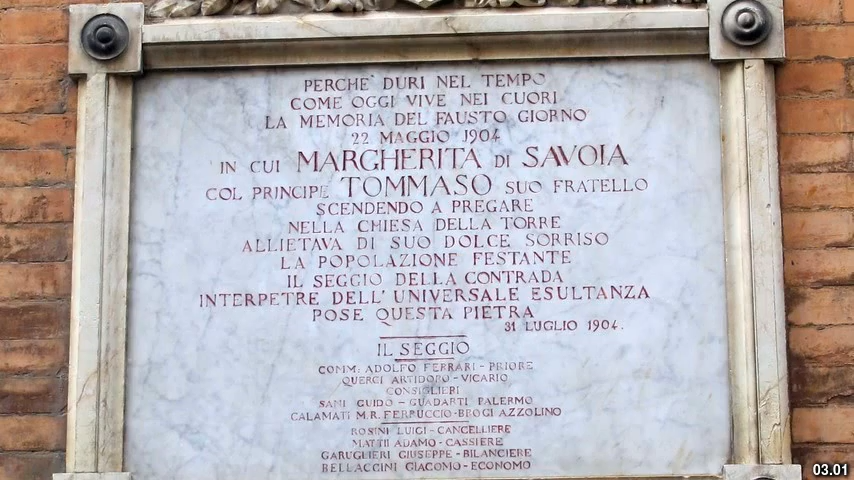 PERCHE' DURI NEL TEMPO
COME OGGI VIVE NEI CUORI
LA MEMORIA DEL FAUSTO GIORNO
22 MAGGIO 1904
IN CUI MARGHERITA DI SAVOIA
COL PRINCIPE TOMMASO SUO FRATELLO
SCENDENDO A PREGARE
NELLA CHIESA DELLA TORRE
ALLIETAVA DI SUO DOLCE SORRISO
LA POPOLAZIONE FESTANTE
IL SEGGIO DELLA CONTRADA
INTERPETRE DELL'UNIVERSALE ESULTANZA
POSE QUESTA PIETRA
31 LUGLIO 1904.
IL SEGGIO
COMM: ADOLFO FERRARI - PRIORE
QUERCI ARTIDORO - VICARIO
CONSIGLIERI
SANI GUIDO - GUADARTI PALERMO
CALAMATI M.R. FERRUCCIO - BROGI AZZOLINO
ROSINI LUIGI - CANCELLIERE
MATTII ADAMO - CASSIERE
GARUGLIERI GIUSEPPE - BILANCIERE
BELLACCINI GIACOMO - ECONOMO
03.01